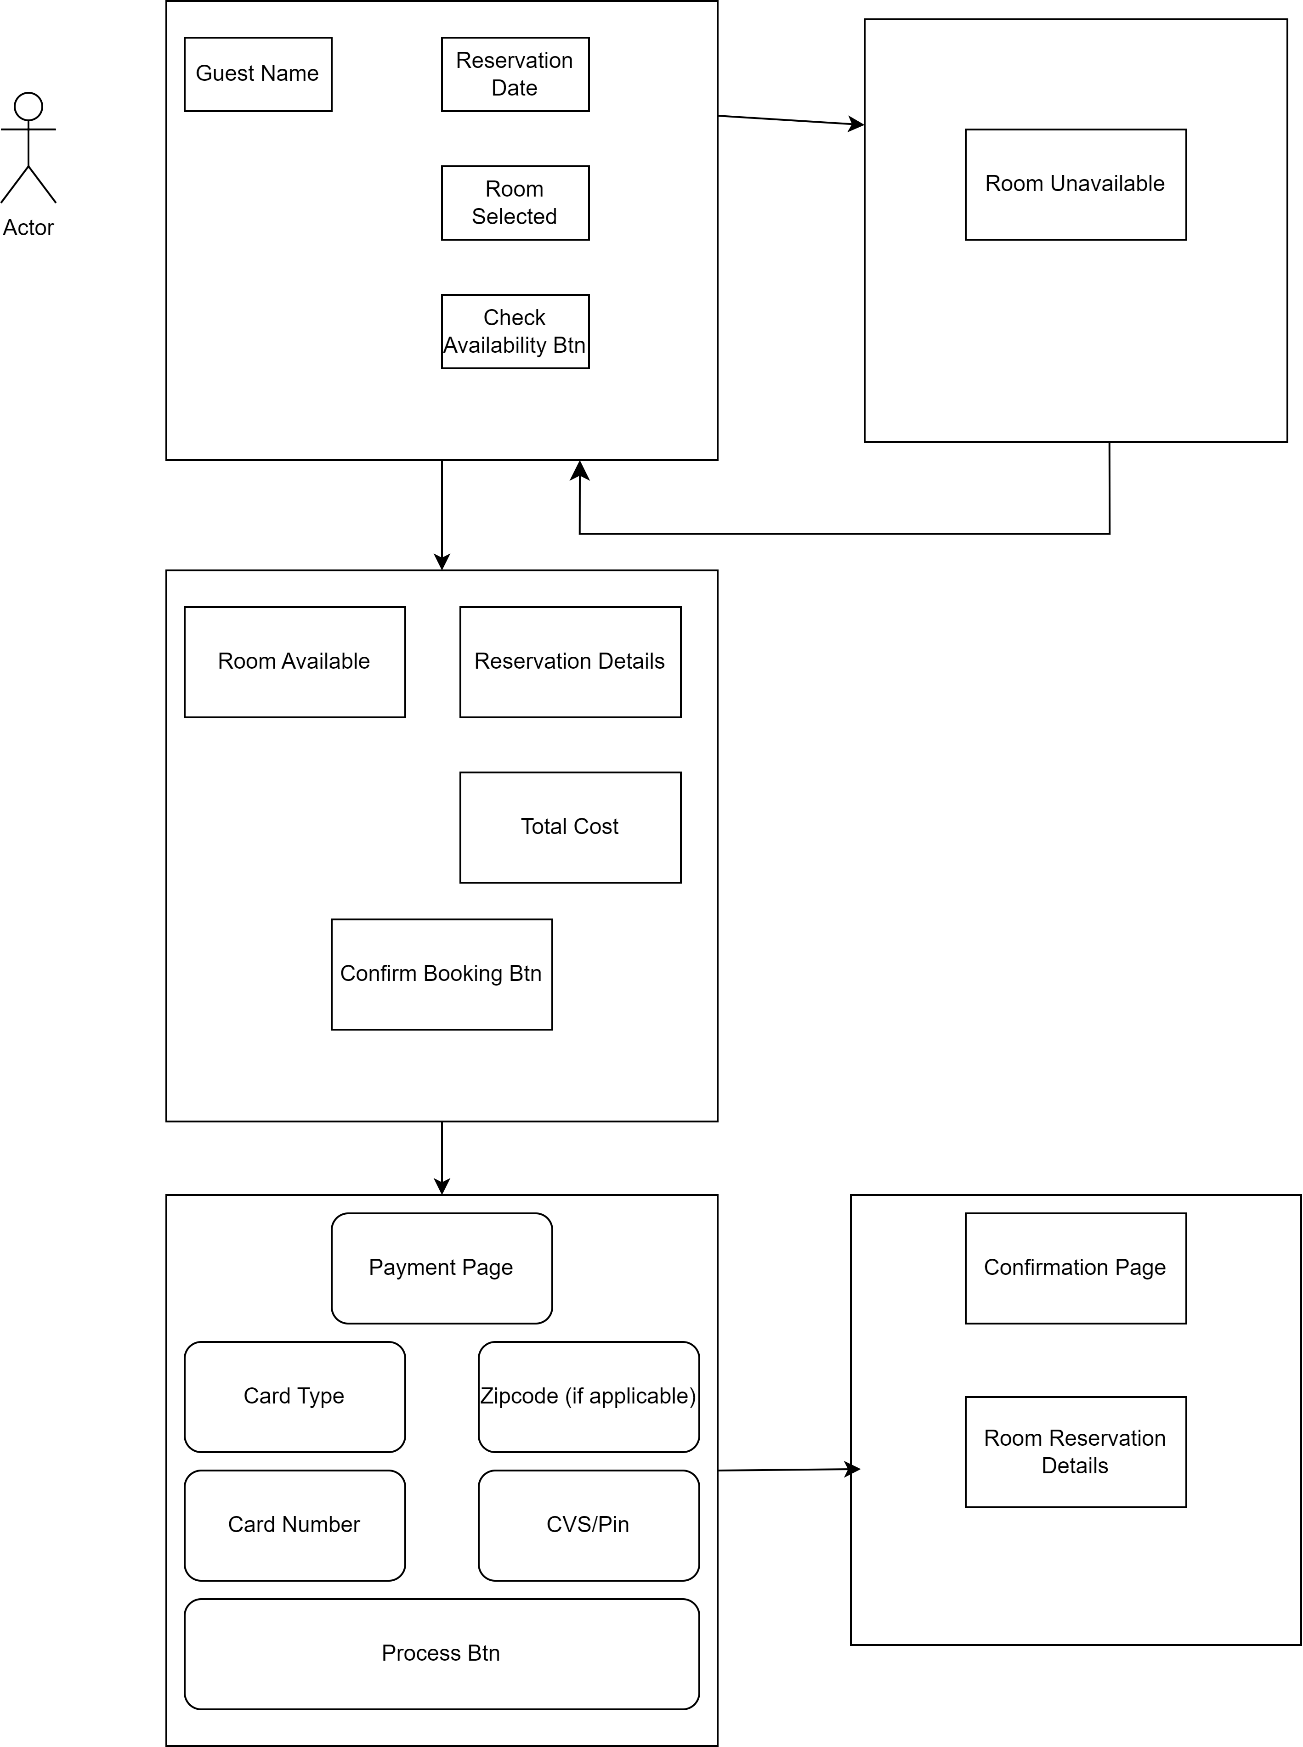 Guest Name
Reservation
Date
Room
Selected
Check
Availability Btn
Actor
Room Unavailable
Room Available
Reservation Details
Total Cost
Confirm Booking Btn
Payment Page
Card Type
Zipcode (if applicable)
Card Number
CVS/Pin
Process Btn
Confirmation Page
Room Reservation
Details